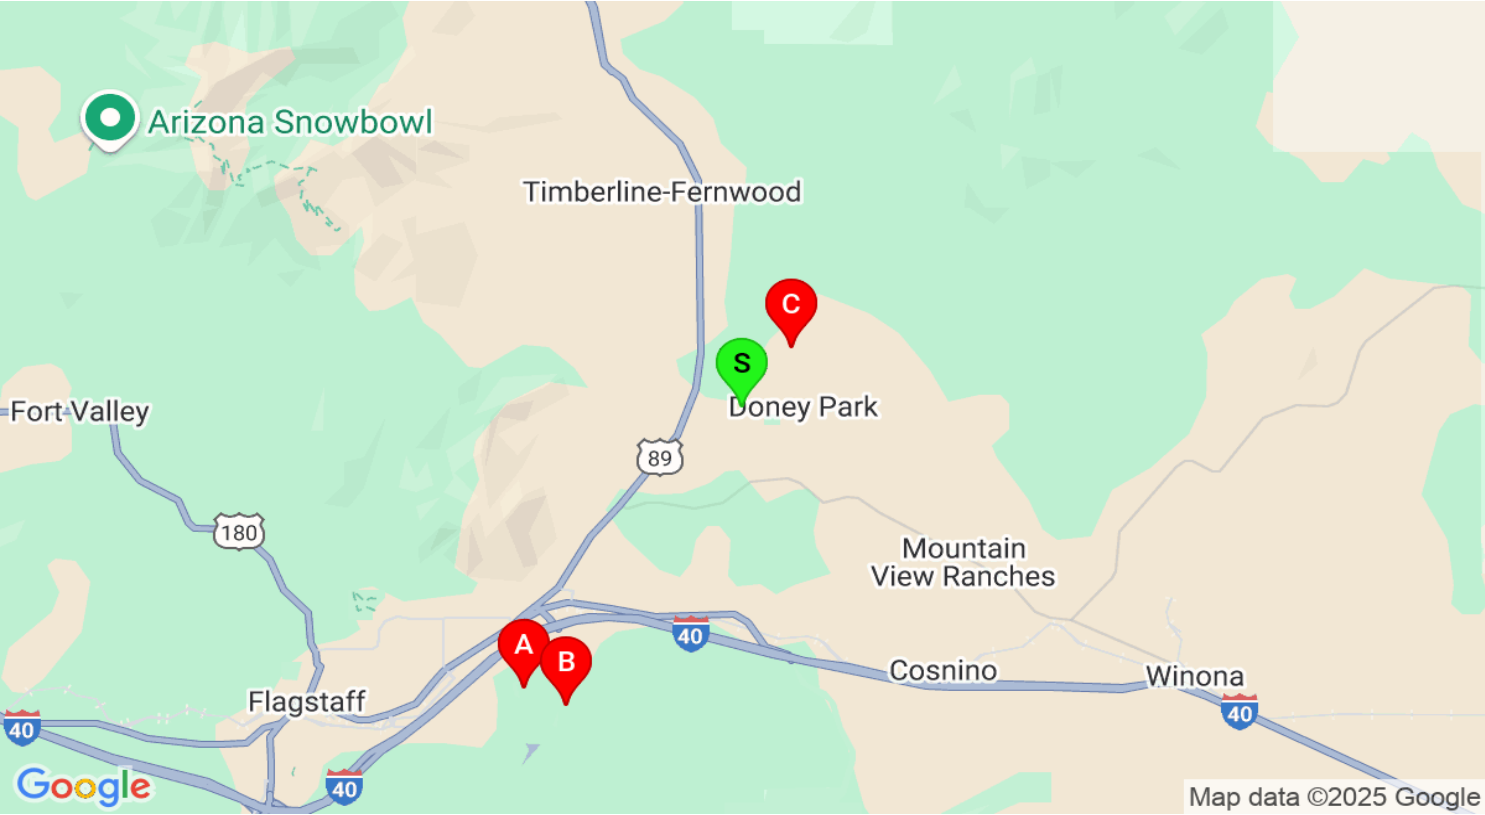 Arizona Snowbowl
Timberline-Fernwood
C
S
Doney Park
Fort Valley
89
180
Mountain
View Ranches
A
B
40
Cosnino
Winona
Flagstaff
40
40
40
Google
Map data ©2025 Google